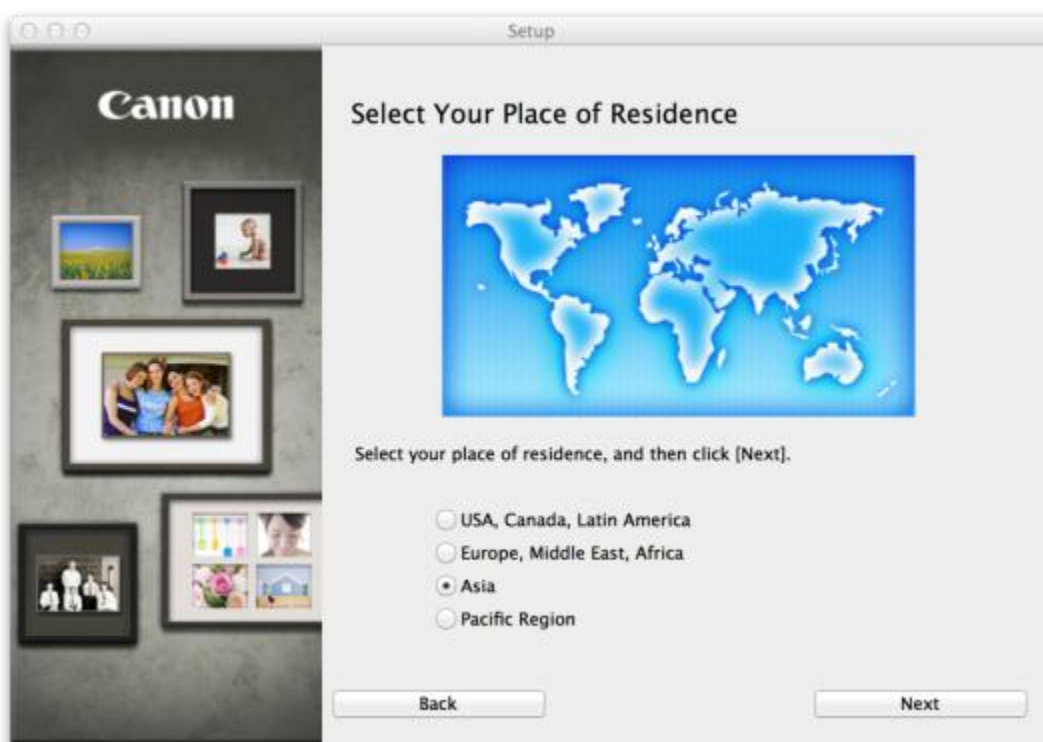 Setup
Canon
Select Your Place of Residence
Select your place of residence, and then click [Next].
USA, Canada, Latin America
Europe, Middle East, Africa
Asia
Pacific Region
Back
Next